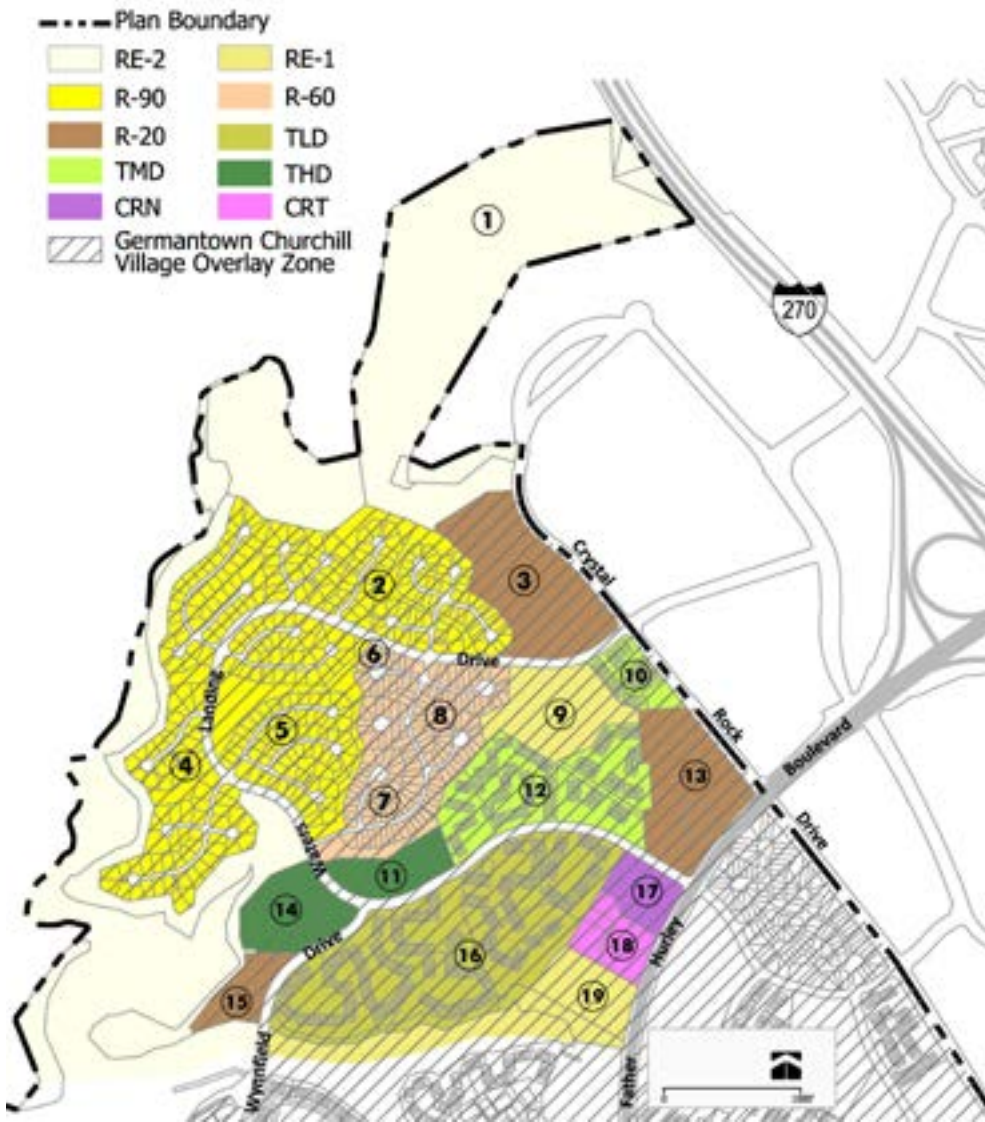 Plan Boundary
RE-2
RE-1
R-90
R-60
R-20
TLD
TMD
THD
CRN
CRT
Germantown Churchill
Village Overlay Zone
1
270
Crystal
2
3
6
Drive
10
Landing
8
9
Rock
5
4
13
Boulevard
12
7
Waters
Drive
11
17
14
18
Hurley
Drive
16
15
19
Wynnfield
Father
0